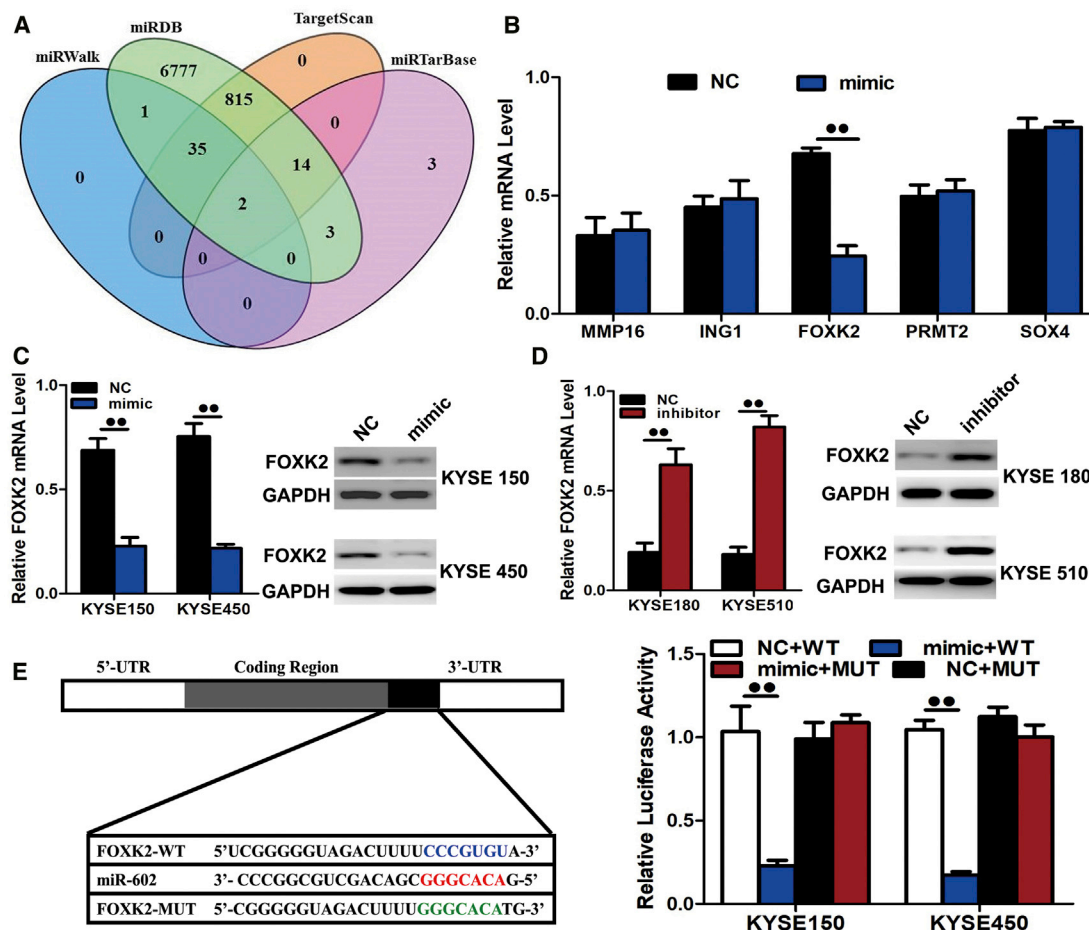 A
miRWalk
miRDB
TargetScan
miRTarBase
6777
0
1
815
0
35
14
3
0
2
3
0
0
0
0
B
NC mimic
Relative mRNA Level
1.0
0.5
0.0
••
MMP16 ING1 FOXK2 PRMT2 SOX4
C
Relative FOXK2 mRNA Level
1.0
0.5
0.0
NC
mimic
•• ••
KYSE150 KYSE450
NC mimic
FOXK2
GAPDH
KYSE 150
FOXK2
GAPDH
KYSE 450
D
Relative FOXK2 mRNA Level
1.0
0.5
0.0
NC
inhibitor
•• ••
KYSE180 KYSE510
NC inhibitor
FOXK2
GAPDH
KYSE 180
FOXK2
GAPDH
KYSE 510
E
5'-UTR Coding Region 3'-UTR
FOXK2-WT 5'UCGGGGGUAGACUUUUCCCGUGUA-3'
miR-602 3'- CCCGGCGUCGACAGCGGGCACAG-5'
FOXK2-MUT 5'-CGGGGGUAGACUUUUGGGCACATG-3'
Relative Luciferase Activity
1.5
1.0
0.5
0.0
NC+WT mimic+WT
mimic+MUT NC+MUT
•• ••
KYSE150 KYSE450